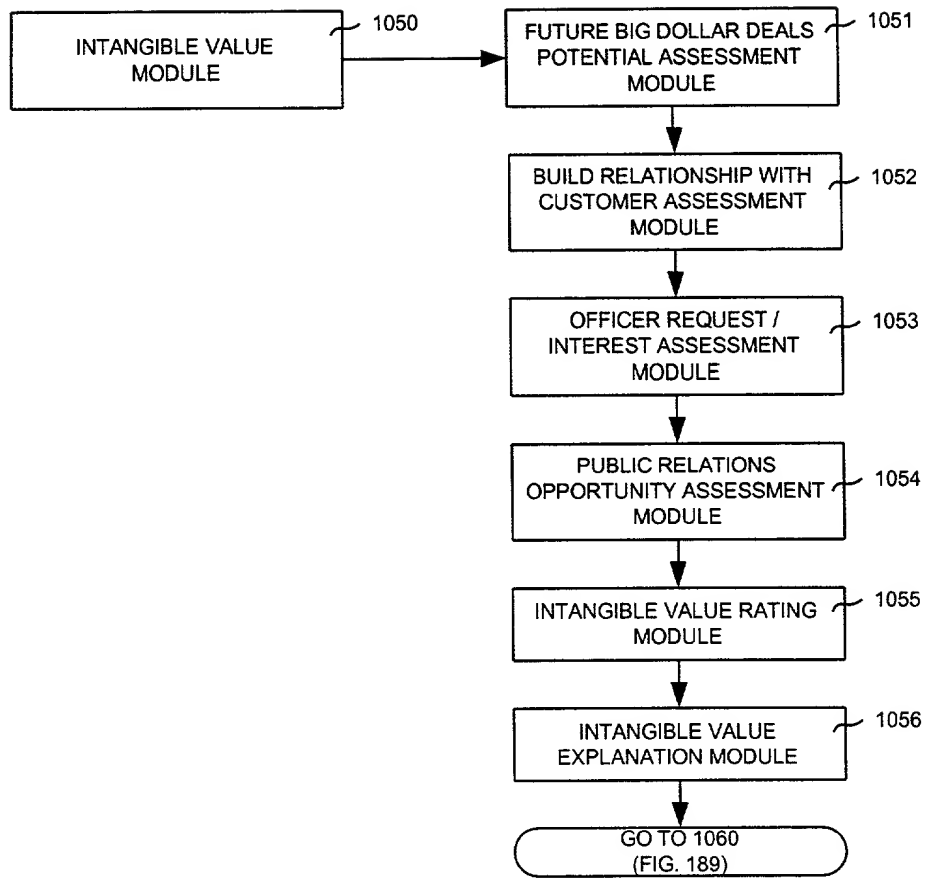 INTANGIBLE VALUE
MODULE
1050
FUTURE BIG DOLLAR DEALS
POTENTIAL ASSESSMENT
MODULE
1051
BUILD RELATIONSHIP WITH
CUSTOMER ASSESSMENT
MODULE
1052
OFFICER REQUEST /
INTEREST ASSESSMENT
MODULE
1053
PUBLIC RELATIONS
OPPORTUNITY ASSESSMENT
MODULE
1054
INTANGIBLE VALUE RATING
MODULE
1055
INTANGIBLE VALUE
EXPLANATION MODULE
1056
GO TO 1060
(FIG. 189)